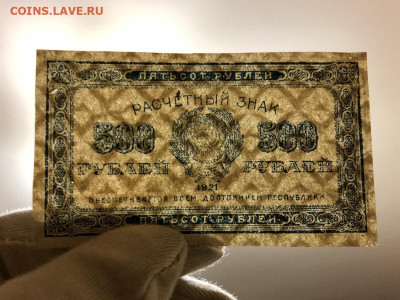 COINS.LAVE.RU
ПЯТЬСОТ РУБЛЕЙ
РАСЧЕТНЫЙ ЗНАК
500 500
РУБЛЕЙ РУБЛЕЙ
1921
ОБЕСПЕЧИВАЕТСЯ ВСЕМ ДОСТОЯНИЕМ РЕСПУБЛИКИ
ПЯТЬСОТ РУБЛЕЙ